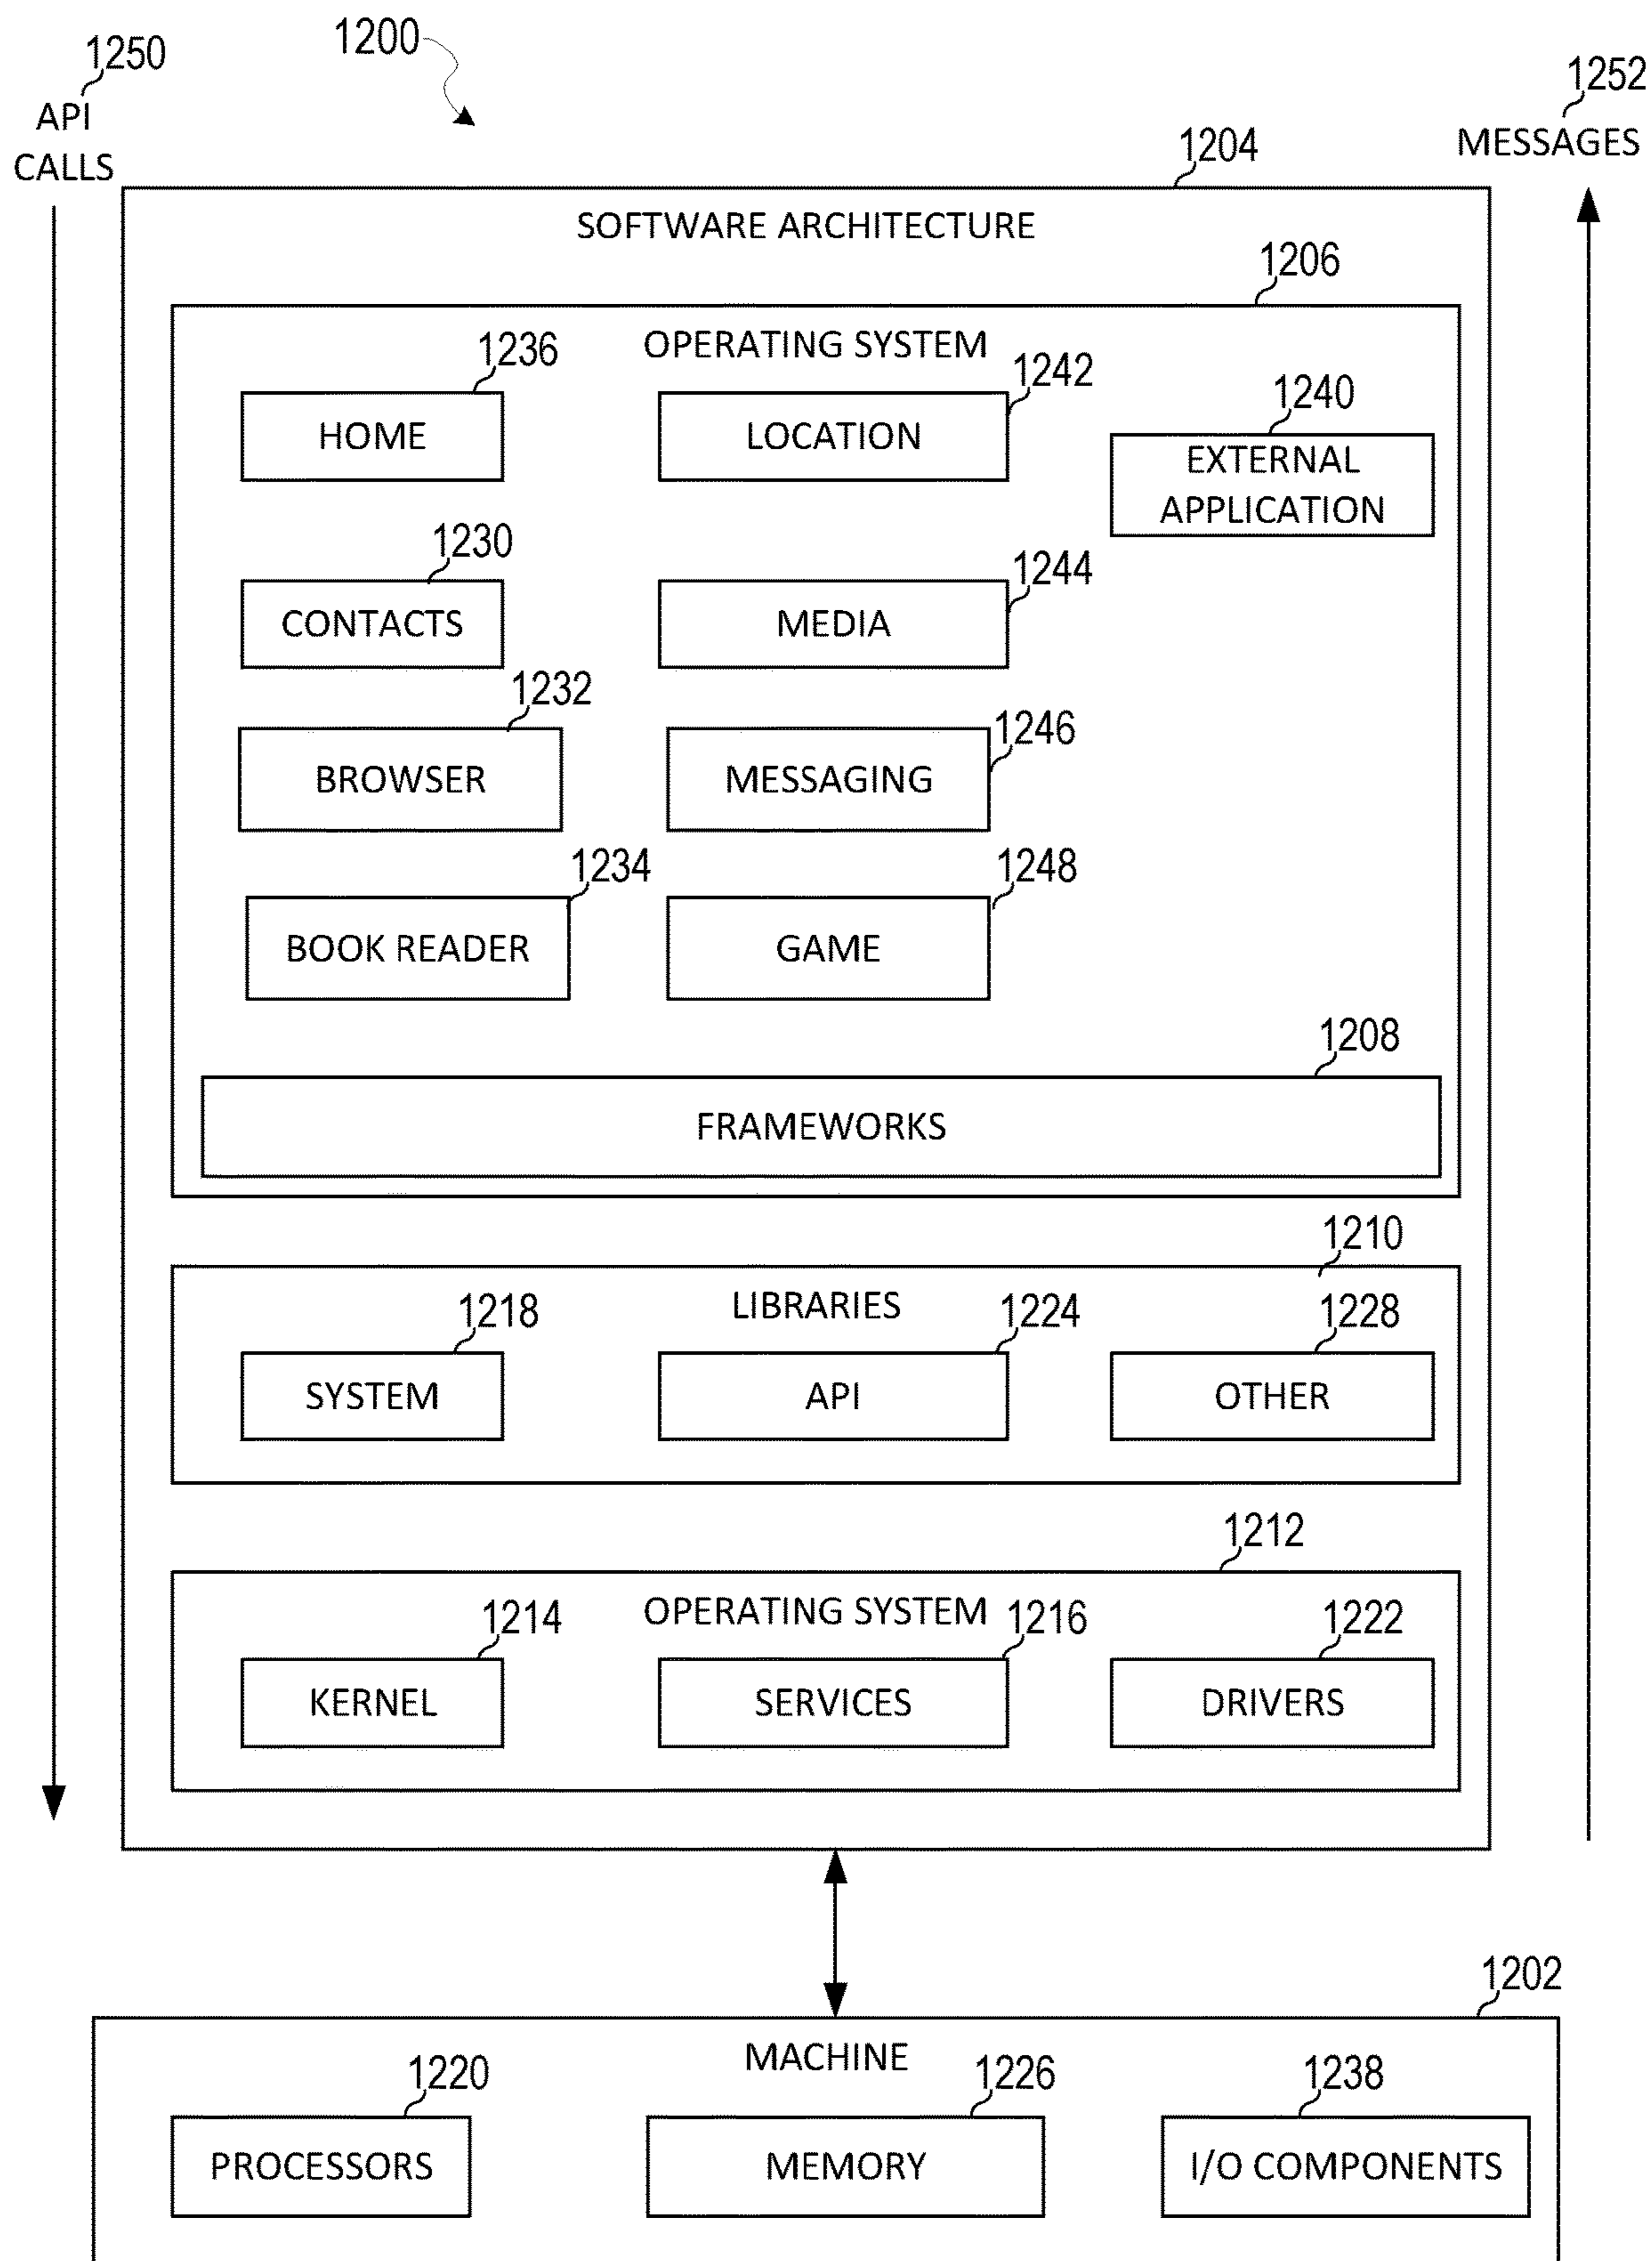 1250
1200
1252
API
CALLS
MESSAGES
1204
SOFTWARE ARCHITECTURE
1206
OPERATING SYSTEM
1236
1242
1240
HOME
LOCATION
EXTERNAL
APPLICATION
1230
1244
CONTACTS
MEDIA
1232
1246
BROWSER
MESSAGING
1234
1248
BOOK READER
GAME
1208
FRAMEWORKS
1210
LIBRARIES
1218
1224
1228
SYSTEM
API
OTHER
1212
OPERATING SYSTEM
1214
1216
1222
KERNEL
SERVICES
DRIVERS
1202
MACHINE
1220
1226
1238
PROCESSORS
MEMORY
I/O COMPONENTS